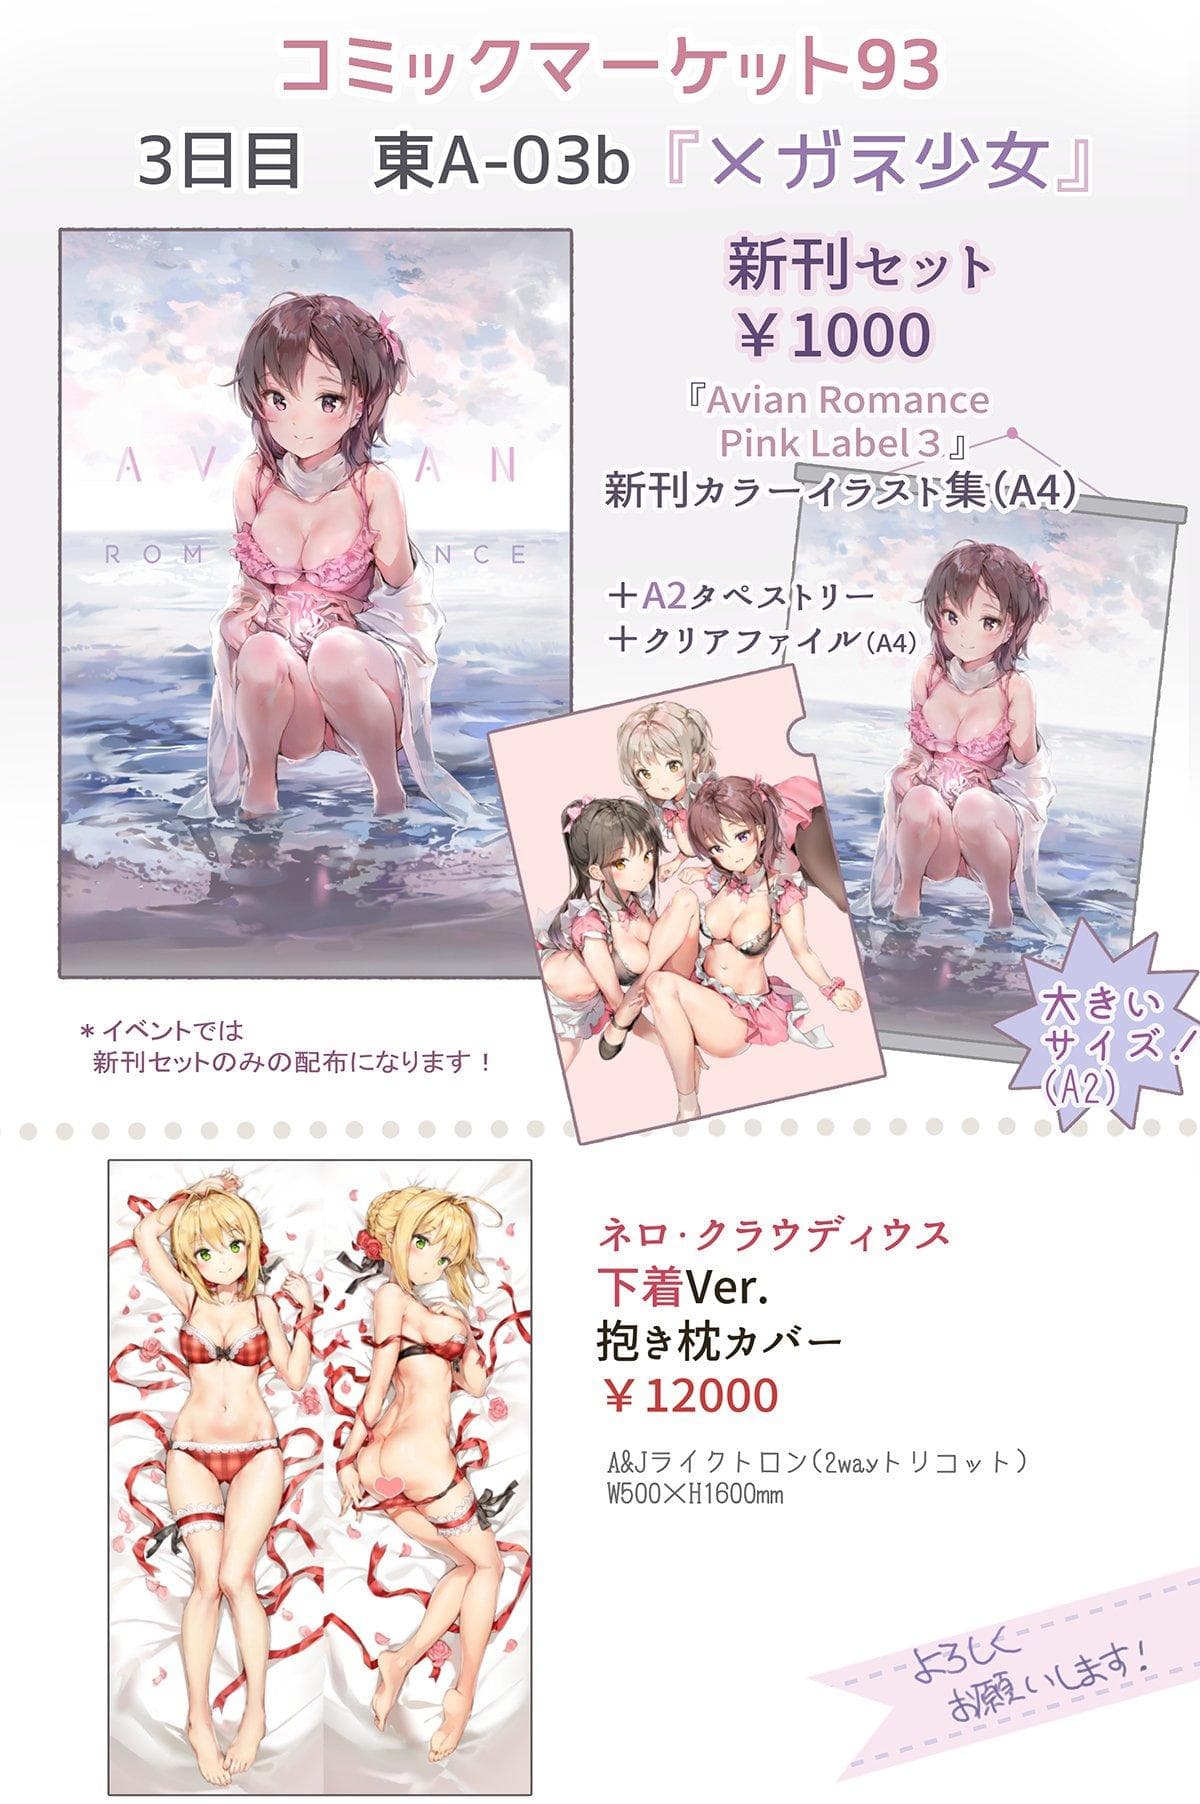 コミックマーケット93
3日目　東A-03b『×ガネ少女』
新刊セット
￥1000
『Avian Romance
Pink Label３』
新刊カラーイラスト集(A4)
＋A2タペストリー
＋クリアファイル(A4)
AV AN
ROM NCE
大きい
サイズ！
(A2)
＊イベントでは
新刊セットのみの配布になります！
ネロ・クラウディウス
下着Ver.
抱き枕カバー
￥12000
A&Jライクトロン(2wayトリコット)
W500×H1600mm
よろしく
お願いします！